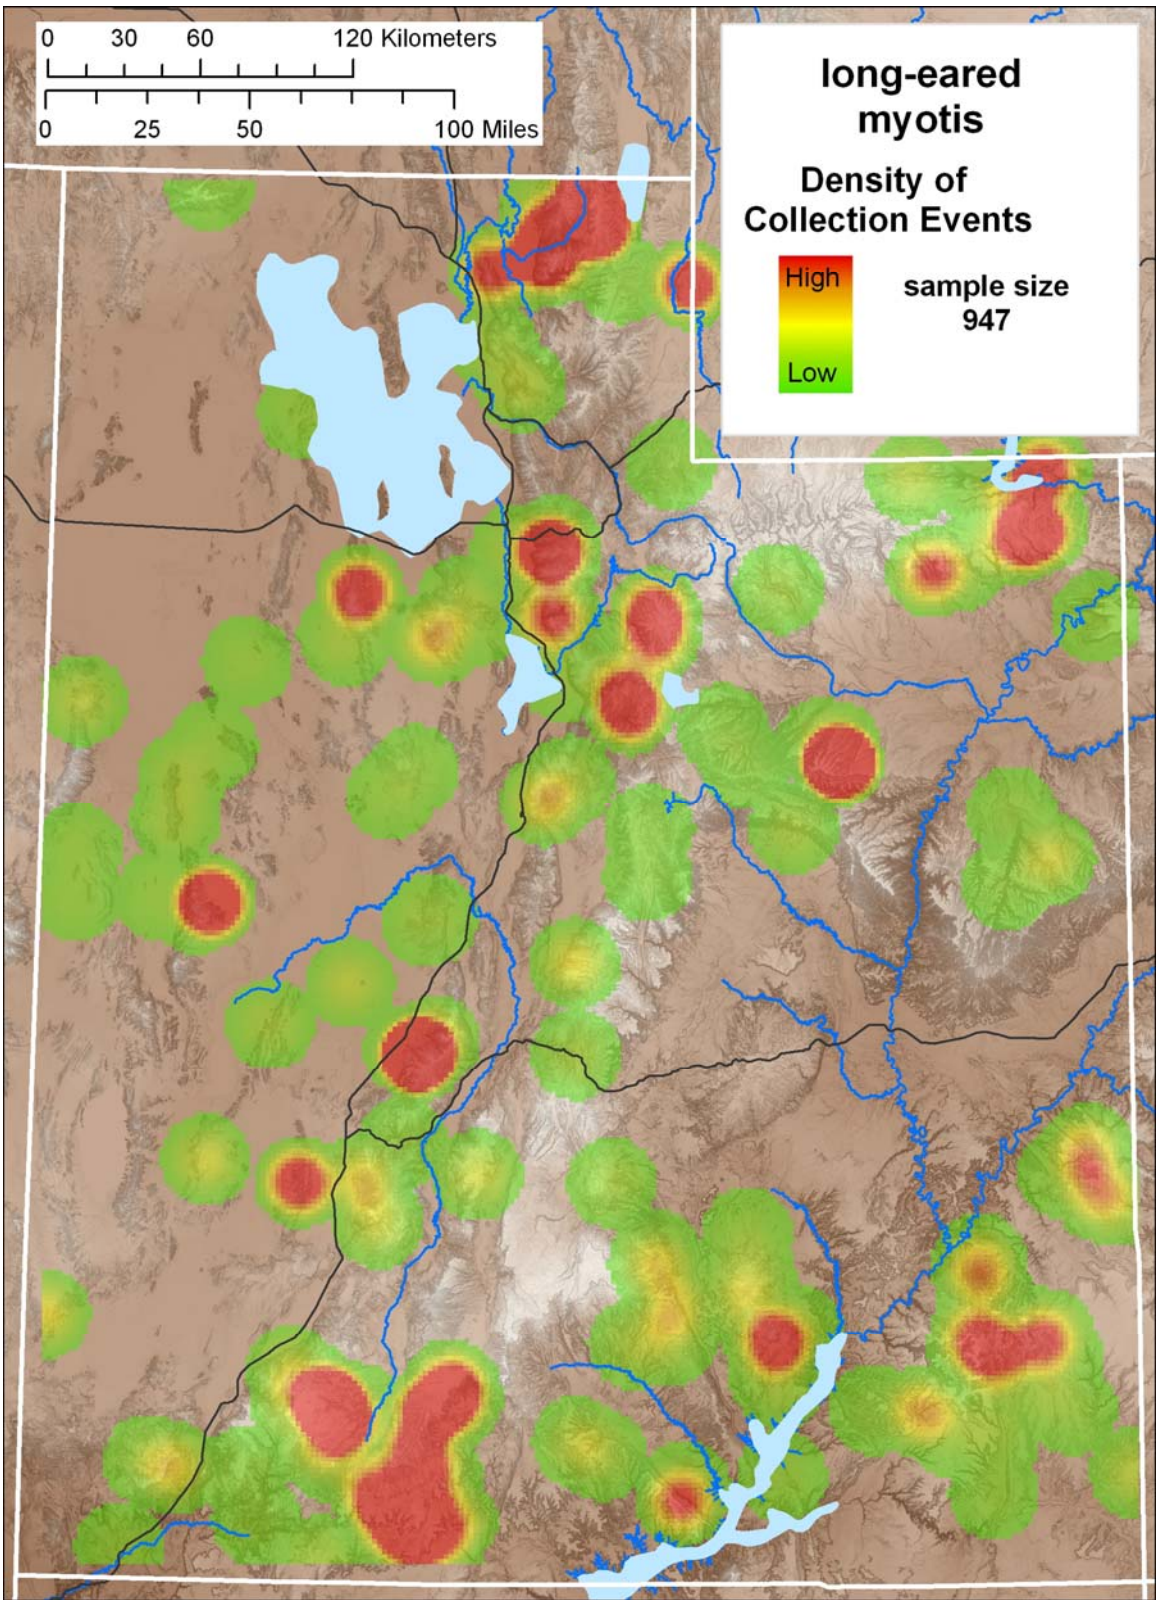 0 30 60 120 Kilometers
0 25 50 100 Miles
long-eared
myotis
Density of
Collection Events
High
Low
sample size
947